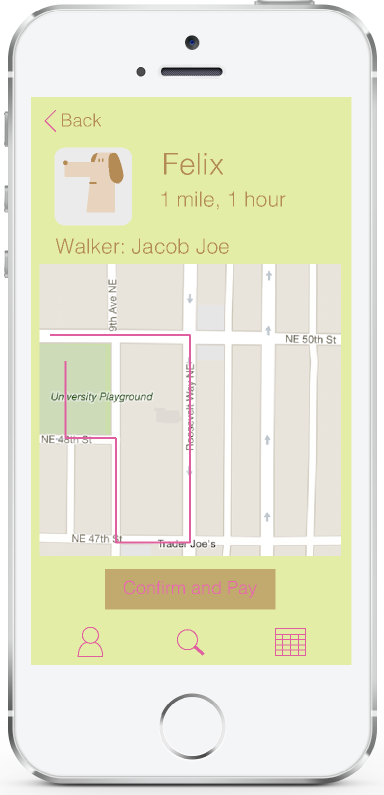 Back
Felix
1 mile, 1 hour
Walker: Jacob Joe
9th Ave NE
NE 50th St
University Playground
Roosevelt Way NE
NE 48th St
NE 47th St
Trader Joe's
Confirm and Pay